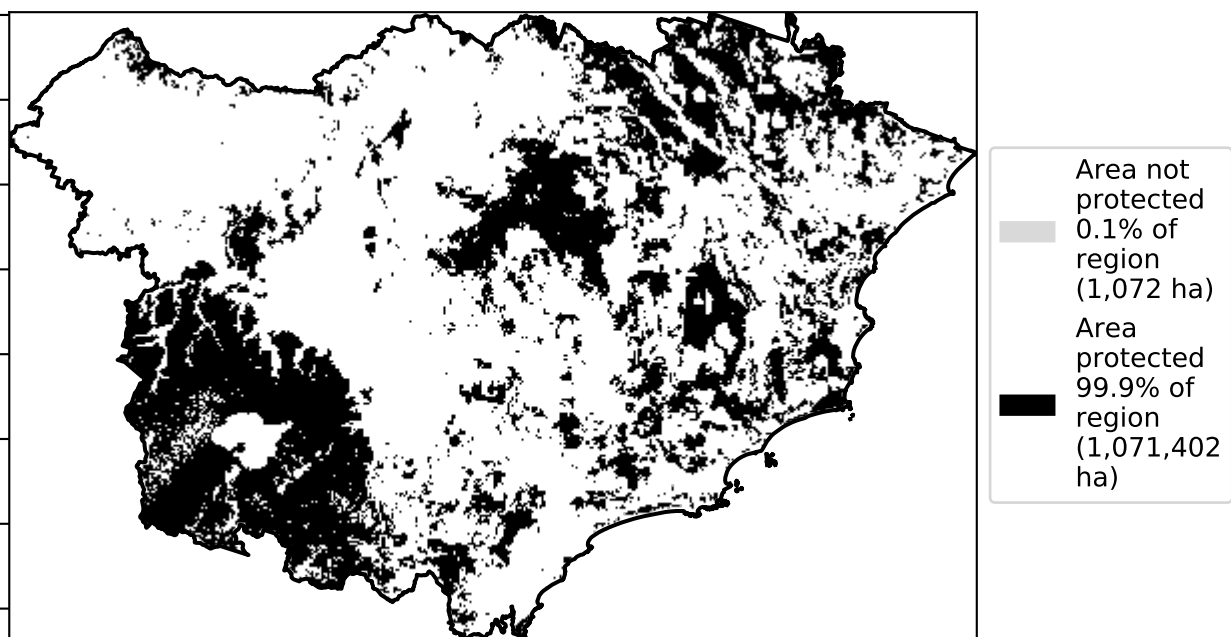 Area not
protected
0.1% of
region
(1,072 ha)
Area
protected
99.9% of
region
(1,071,402
ha)